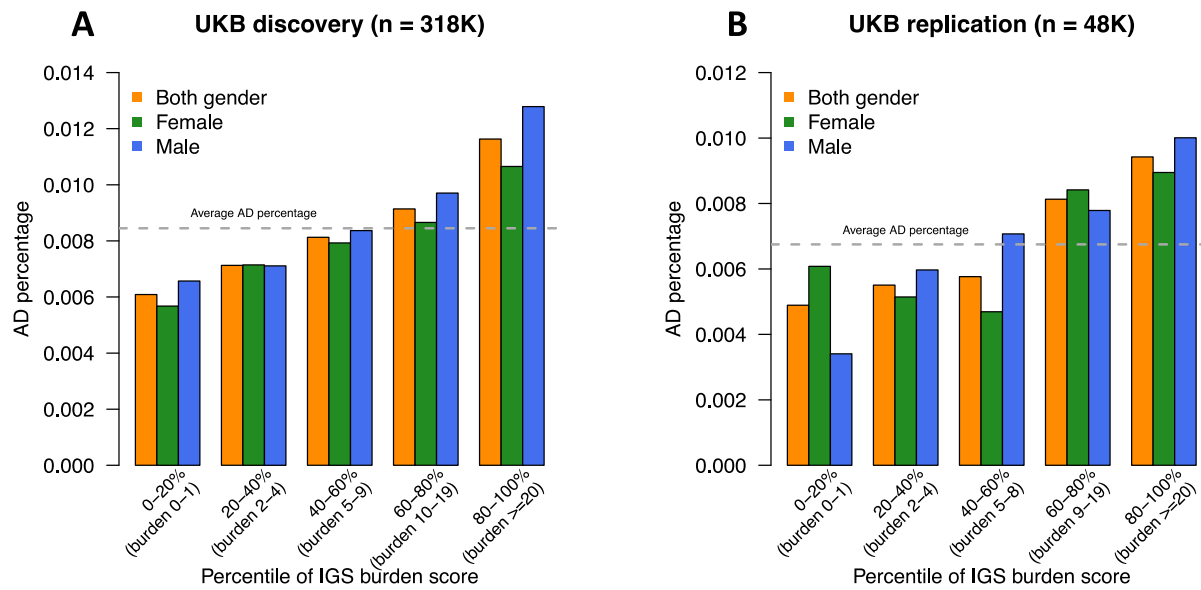 A
UKB discovery (n = 318K)
AD percentage
0.014
0.012
0.010
0.008
0.006
0.004
0.002
0.000
Both gender
Female
Male
Average AD percentage
0–20%
(burden 0–1)
20–40%
(burden 2–4)
40–60%
(burden 5–9)
60–80%
(burden 10–19)
80–100%
(burden >=20)
Percentile of IGS burden score
B
UKB replication (n = 48K)
AD percentage
0.012
0.010
0.008
0.006
0.004
0.002
0.000
Both gender
Female
Male
Average AD percentage
0–20%
(burden 0–1)
20–40%
(burden 2–4)
40–60%
(burden 5–8)
60–80%
(burden 9–19)
80–100%
(burden >=20)
Percentile of IGS burden score